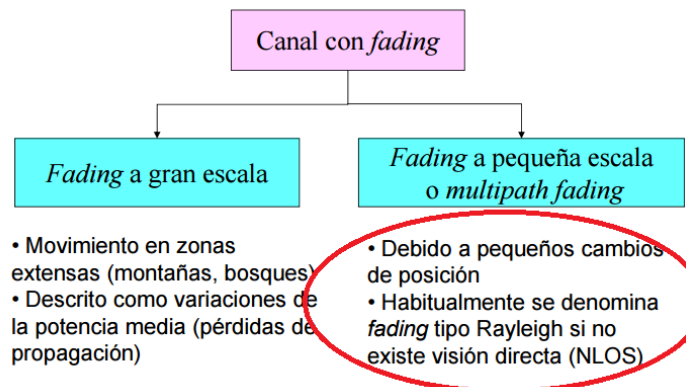 Canal con fading
Fading a gran escala
Fading a pequeña escala
o multipath fading
• Movimiento en zonas
extensas (montañas, bosques)
• Descrito como variaciones de
la potencia media (pérdidas de
propagación)
• Debido a pequeños cambios
de posición
• Habitualmente se denomina
fading tipo Rayleigh si no
existe visión directa (NLOS)